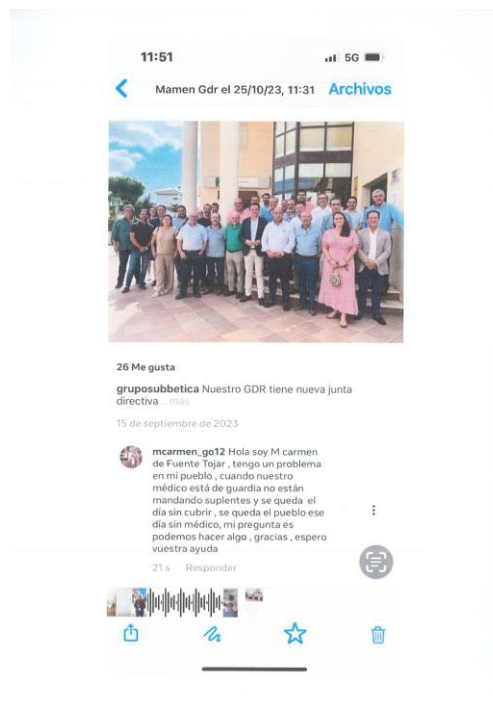 11:51
5G
Mamen Gdr el 25/10/23, 11:31
Archivos
26 Me gusta
gruposubbetica Nuestro GDR tiene nueva junta
directiva... más
15 de septiembre de 2023
mcarmen_go12 Hola soy M carmen
de Fuente Tojar , tengo un problema
en mi pueblo , cuando nuestro
médico está de guardia no están
mandando suplentes y se queda el
día sin cubrir , se queda el pueblo ese
día sin médico, mi pregunta es
podemos hacer algo , gracias , espero
vuestra ayuda
21 s Responder